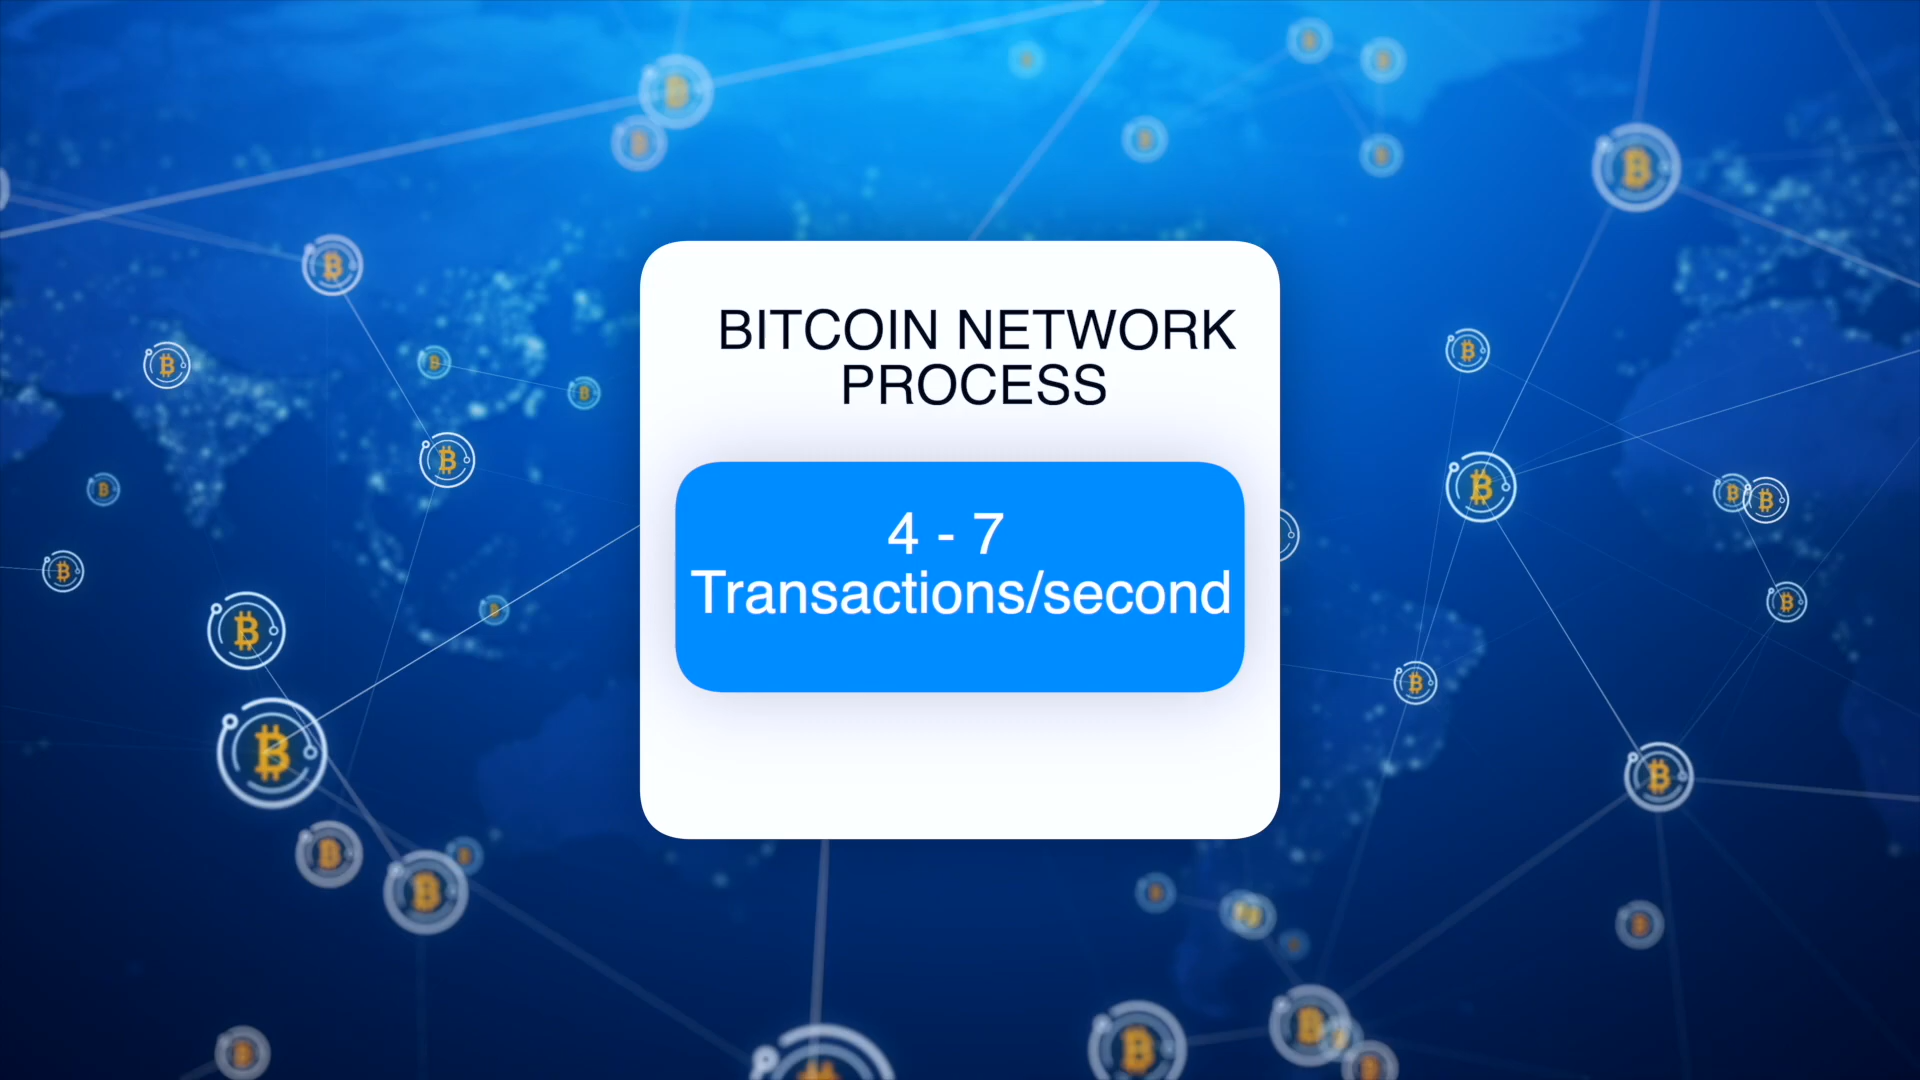 BITCOIN NETWORK
PROCESS
4 - 7
Transactions/second